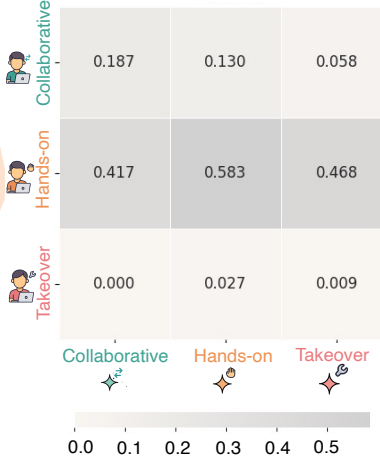 Collaborative
0.187 0.130 0.058
Hands-on
0.417 0.583 0.468
Takeover
0.000 0.027 0.009
Collaborative Hands-on Takeover
0.0 0.1 0.2 0.3 0.4 0.5